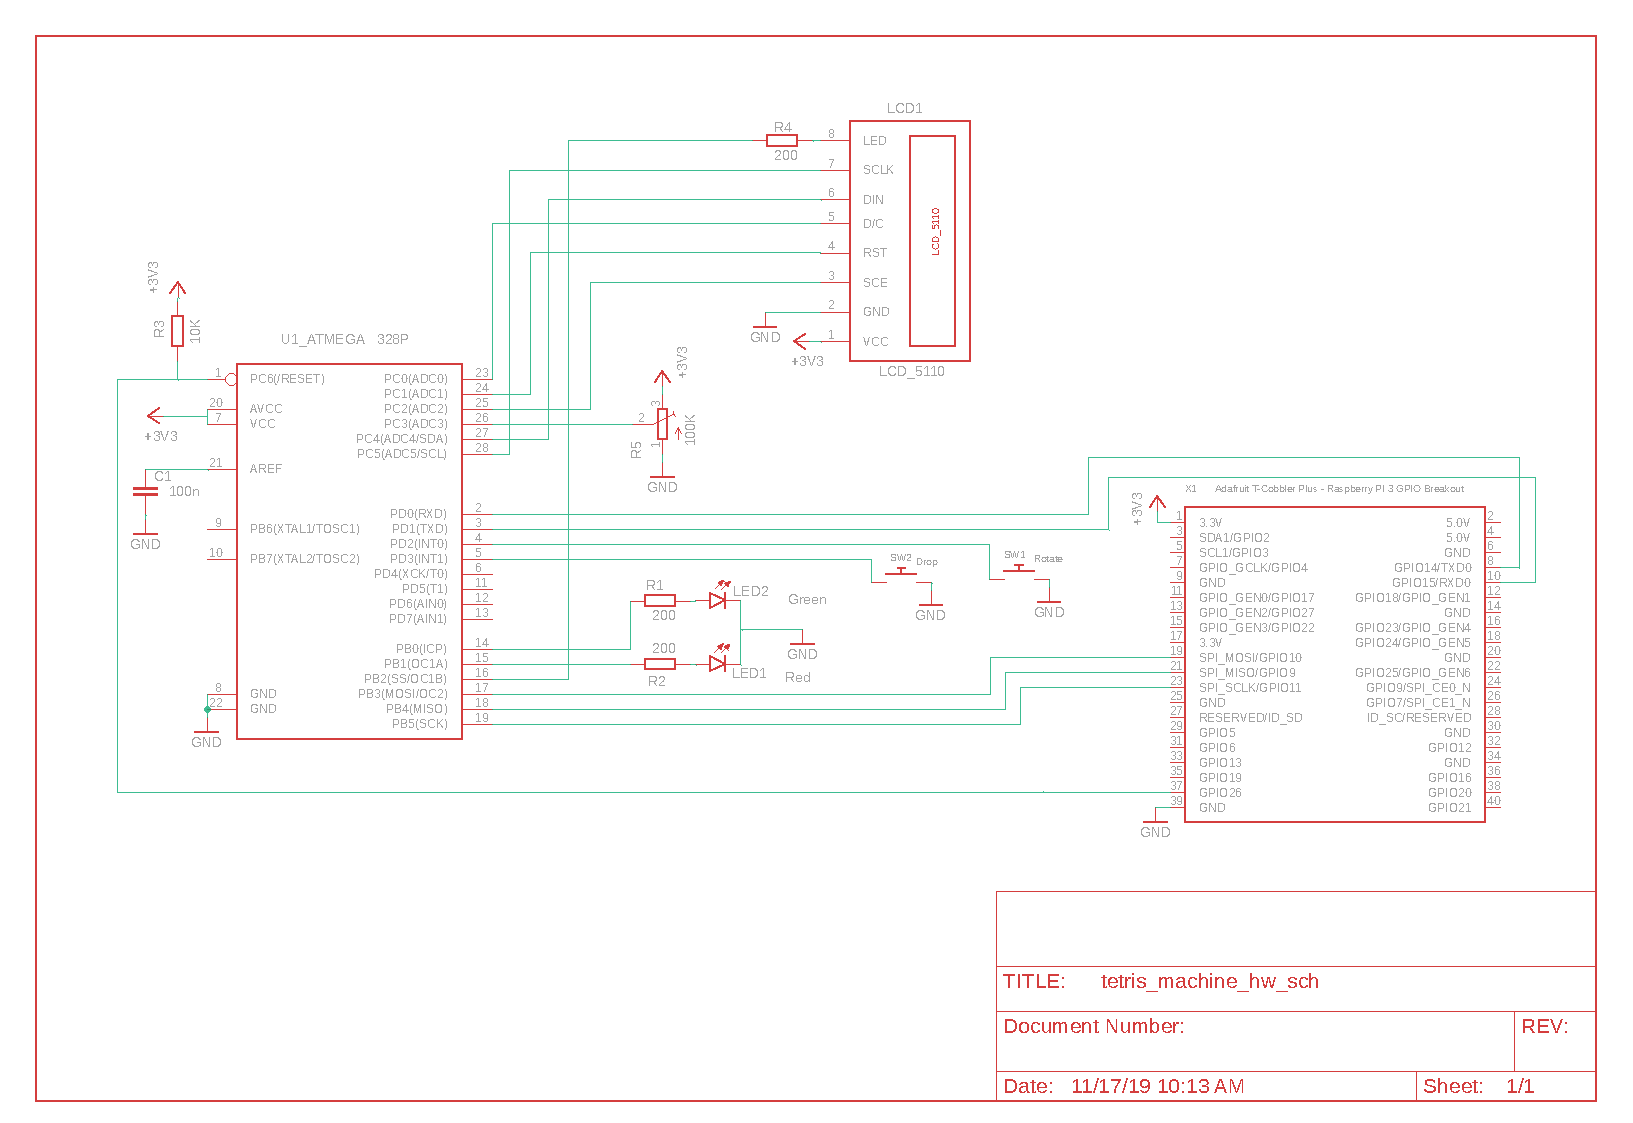 LCD1
R4
200
8 LED
7 SCLK
6 DIN
5 D/C
4 RST
3 SCE
2 GND
1 VCC
LCD_5110
GND
+3V3
LCD_5110
+3V3
R3
10K
U1_ATMEGA 328P
1 PC6(/RESET)
20 AVCC
7 VCC
+3V3
21 AREF
C1
100n
GND
9 PB6(XTAL1/TOSC1)
10 PB7(XTAL2/TOSC2)
8 GND
22 GND
GND
PC0(ADC0) 23
PC1(ADC1) 24
PC2(ADC2) 25
PC3(ADC3) 26
PC4(ADC4/SDA) 27
PC5(ADC5/SCL) 28
PD0(RXD) 2
PD1(TXD) 3
PD2(INT0) 4
PD3(INT1) 5
PD4(XCK/T0) 6
PD5(T1) 11
PD6(AIN0) 12
PD7(AIN1) 13
PB0(ICP) 14
PB1(OC1A) 15
PB2(SS/OC1B) 16
PB3(MOSI/OC2) 17
PB4(MISO) 18
PB5(SCK) 19
+3V3
3
2
1
R5
100K
GND
R1
200
LED2
Green
200
R2
LED1
Red
GND
SW2 Drop
GND
SW1 Rotate
GND
X1 Adafruit T-Cobbler Plus - Raspberry PI 3 GPIO Breakout
+3V3
1 3.3V
3 SDA1/GPIO2
5 SCL1/GPIO3
7 GPIO_GCLK/GPIO4
9 GND
11 GPIO_GEN0/GPIO17
13 GPIO_GEN2/GPIO27
15 GPIO_GEN3/GPIO22
17 3.3V
19 SPI_MOSI/GPIO10
21 SPI_MISO/GPIO9
23 SPI_SCLK/GPIO11
25 GND
27 RESERVED/ID_SD
29 GPIO5
31 GPIO6
33 GPIO13
35 GPIO19
37 GPIO26
39 GND
GND
5.0V 2
5.0V 4
GND 6
GPIO14/TXD0 8
GPIO15/RXD0 10
GPIO18/GPIO_GEN1 12
GND 14
GPIO23/GPIO_GEN4 16
GPIO24/GPIO_GEN5 18
GND 20
GPIO25/GPIO_GEN6 22
GPIO9/SPI_CE0_N 24
GPIO7/SPI_CE1_N 26
ID_SC/RESERVED 28
GND 30
GPIO12 32
GND 34
GPIO16 36
GPIO20 38
GPIO21 40
TITLE: tetris_machine_hw_sch
Document Number:
REV:
Date: 11/17/19 10:13 AM
Sheet: 1/1